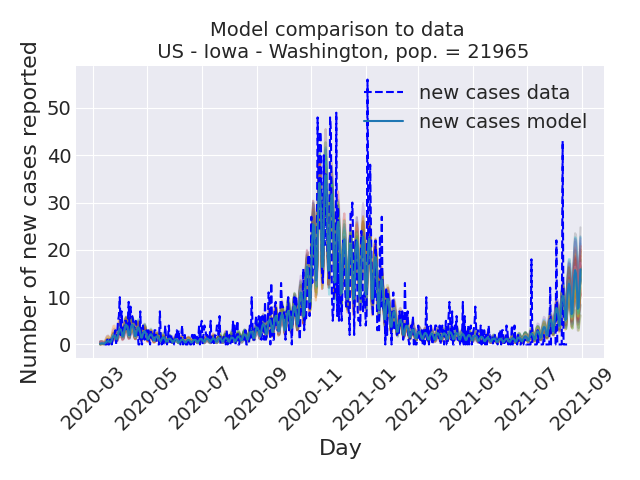 Model comparison to data
US - Iowa - Washington, pop. = 21965
Number of new cases reported
50
40
30
20
10
0
new cases data
new cases model
2020-03
2020-05
2020-07
2020-09
2020-11
2021-01
2021-03
2021-05
2021-07
2021-09
Day